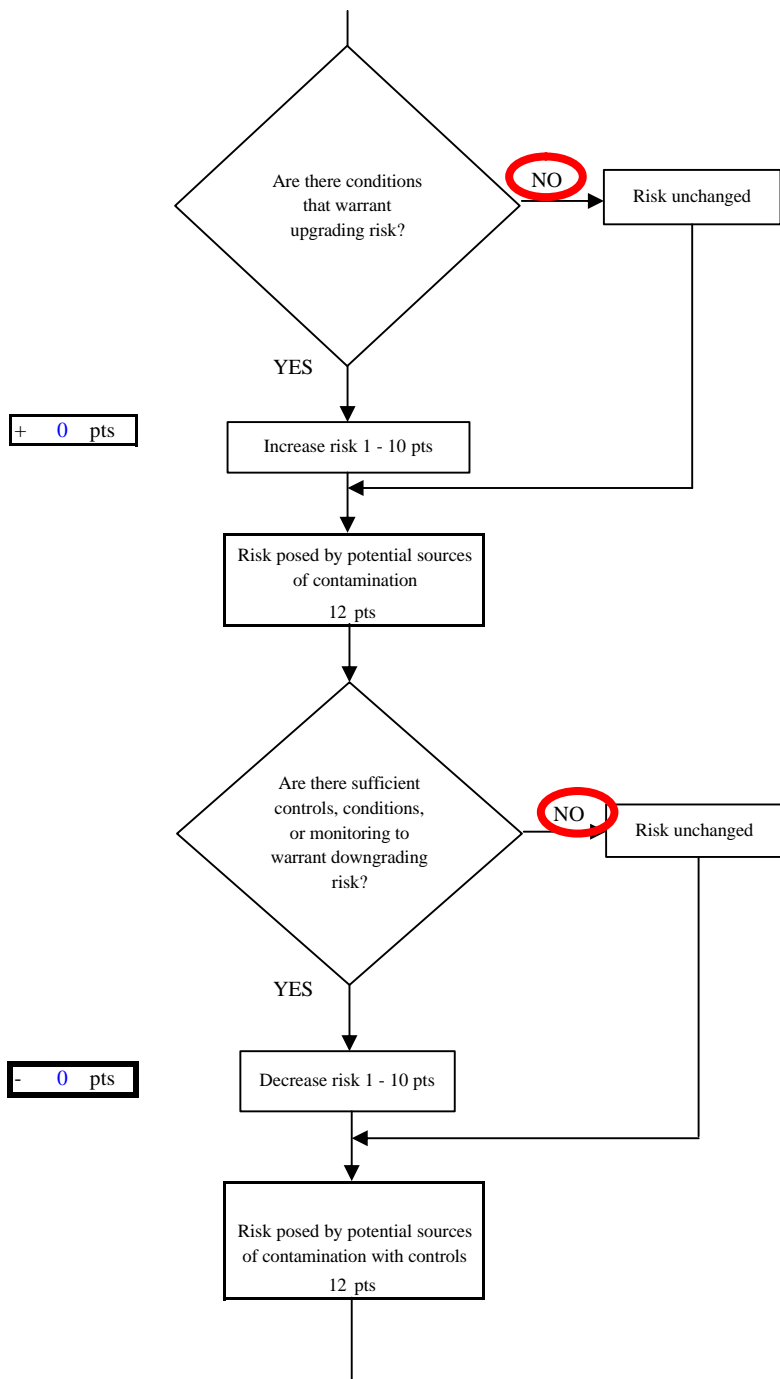 Are there conditions
that warrant
upgrading risk?
NO
Risk unchanged
YES
+ 0 pts
Increase risk 1 - 10 pts
Risk posed by potential sources
of contamination
12 pts
Are there sufficient
controls, conditions,
or monitoring to
warrant downgrading
risk?
NO
Risk unchanged
YES
- 0 pts
Decrease risk 1 - 10 pts
Risk posed by potential sources
of contamination with controls
12 pts